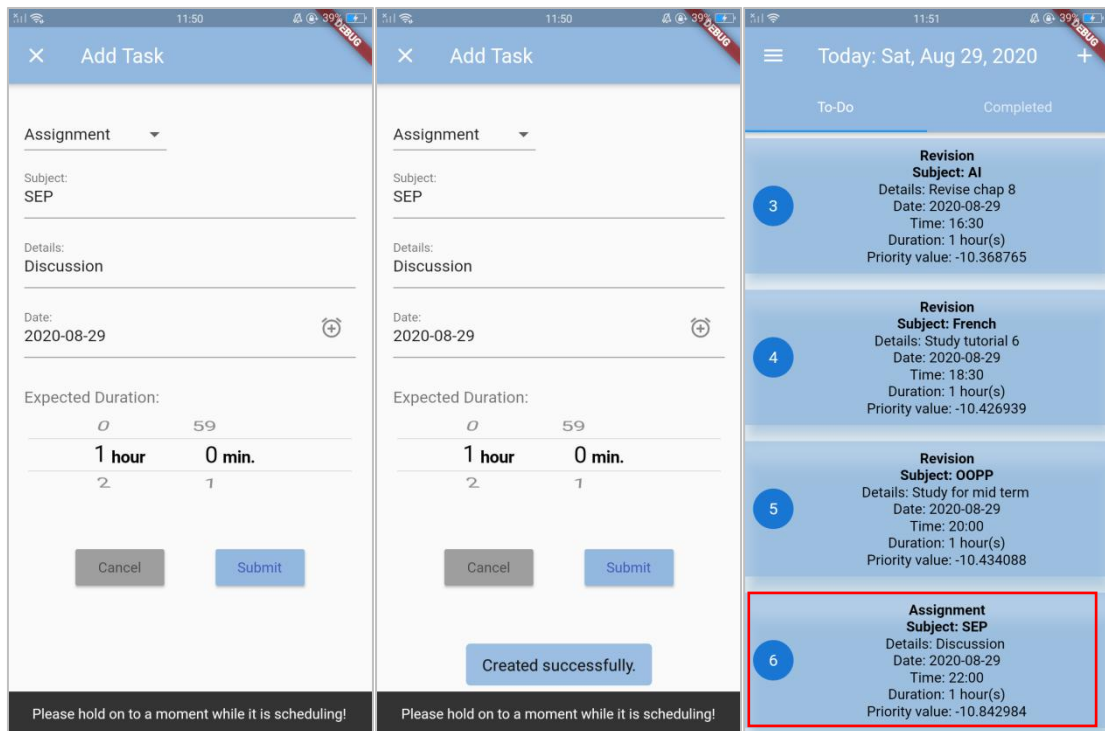 11:50
39%
DEBUG
Add Task
Assignment
Subject:
SEP
Details:
Discussion
Date:
2020-08-29
Expected Duration:
0 59
1 hour 0 min.
2 1
Cancel Submit
Please hold on to a moment while it is scheduling!
11:50
39%
DEBUG
Add Task
Assignment
Subject:
SEP
Details:
Discussion
Date:
2020-08-29
Expected Duration:
0 59
1 hour 0 min.
2 1
Cancel Submit
Created successfully.
Please hold on to a moment while it is scheduling!
11:51
39%
DEBUG
Today: Sat, Aug 29, 2020
To-Do Completed
3
Revision
Subject: AI
Details: Revise chap 8
Date: 2020-08-29
Time: 16:30
Duration: 1 hour(s)
Priority value: -10.368765
4
Revision
Subject: French
Details: Study tutorial 6
Date: 2020-08-29
Time: 18:30
Duration: 1 hour(s)
Priority value: -10.426939
5
Revision
Subject: OOPP
Details: Study for mid term
Date: 2020-08-29
Time: 20:00
Duration: 1 hour(s)
Priority value: -10.434088
6
Assignment
Subject: SEP
Details: Discussion
Date: 2020-08-29
Time: 22:00
Duration: 1 hour(s)
Priority value: -10.842984